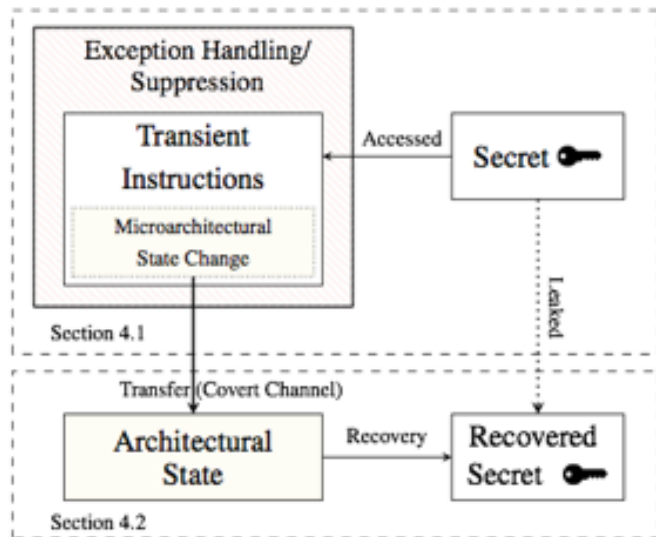 Exception Handling/
Suppression
Transient
Instructions
Microarchitectural
State Change
Accessed
Secret
Leaked
Section 4.1
Transfer (Covert Channel)
Architectural
State
Recovery
Recovered
Secret
Section 4.2